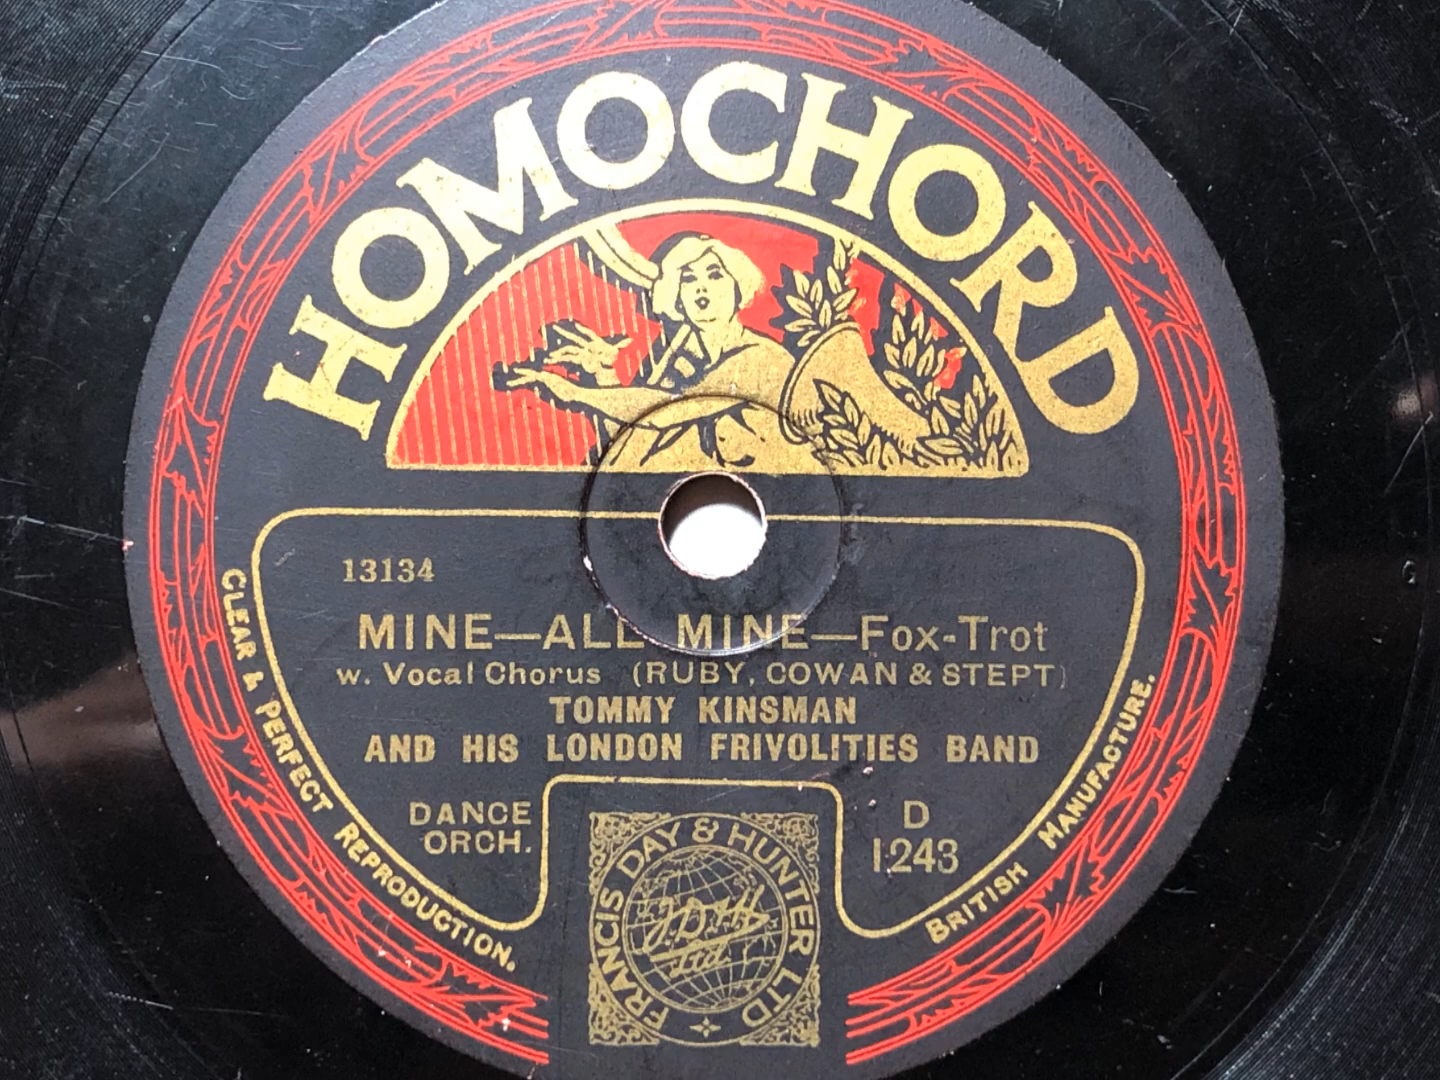 HOMOCHORD
13134
MINE—ALL MINE—Fox-Trot
w. Vocal Chorus (RUBY, COWAN & STEPT)
TOMMY KINSMAN
AND HIS LONDON FRIVOLITIES BAND
DANCE
ORCH.
D
1243
CLEAR & PERFECT REPRODUCTION.
BRITISH MANUFACTURE.
FRANCIS DAY & HUNTER LTD
F.D&H
Ltd.